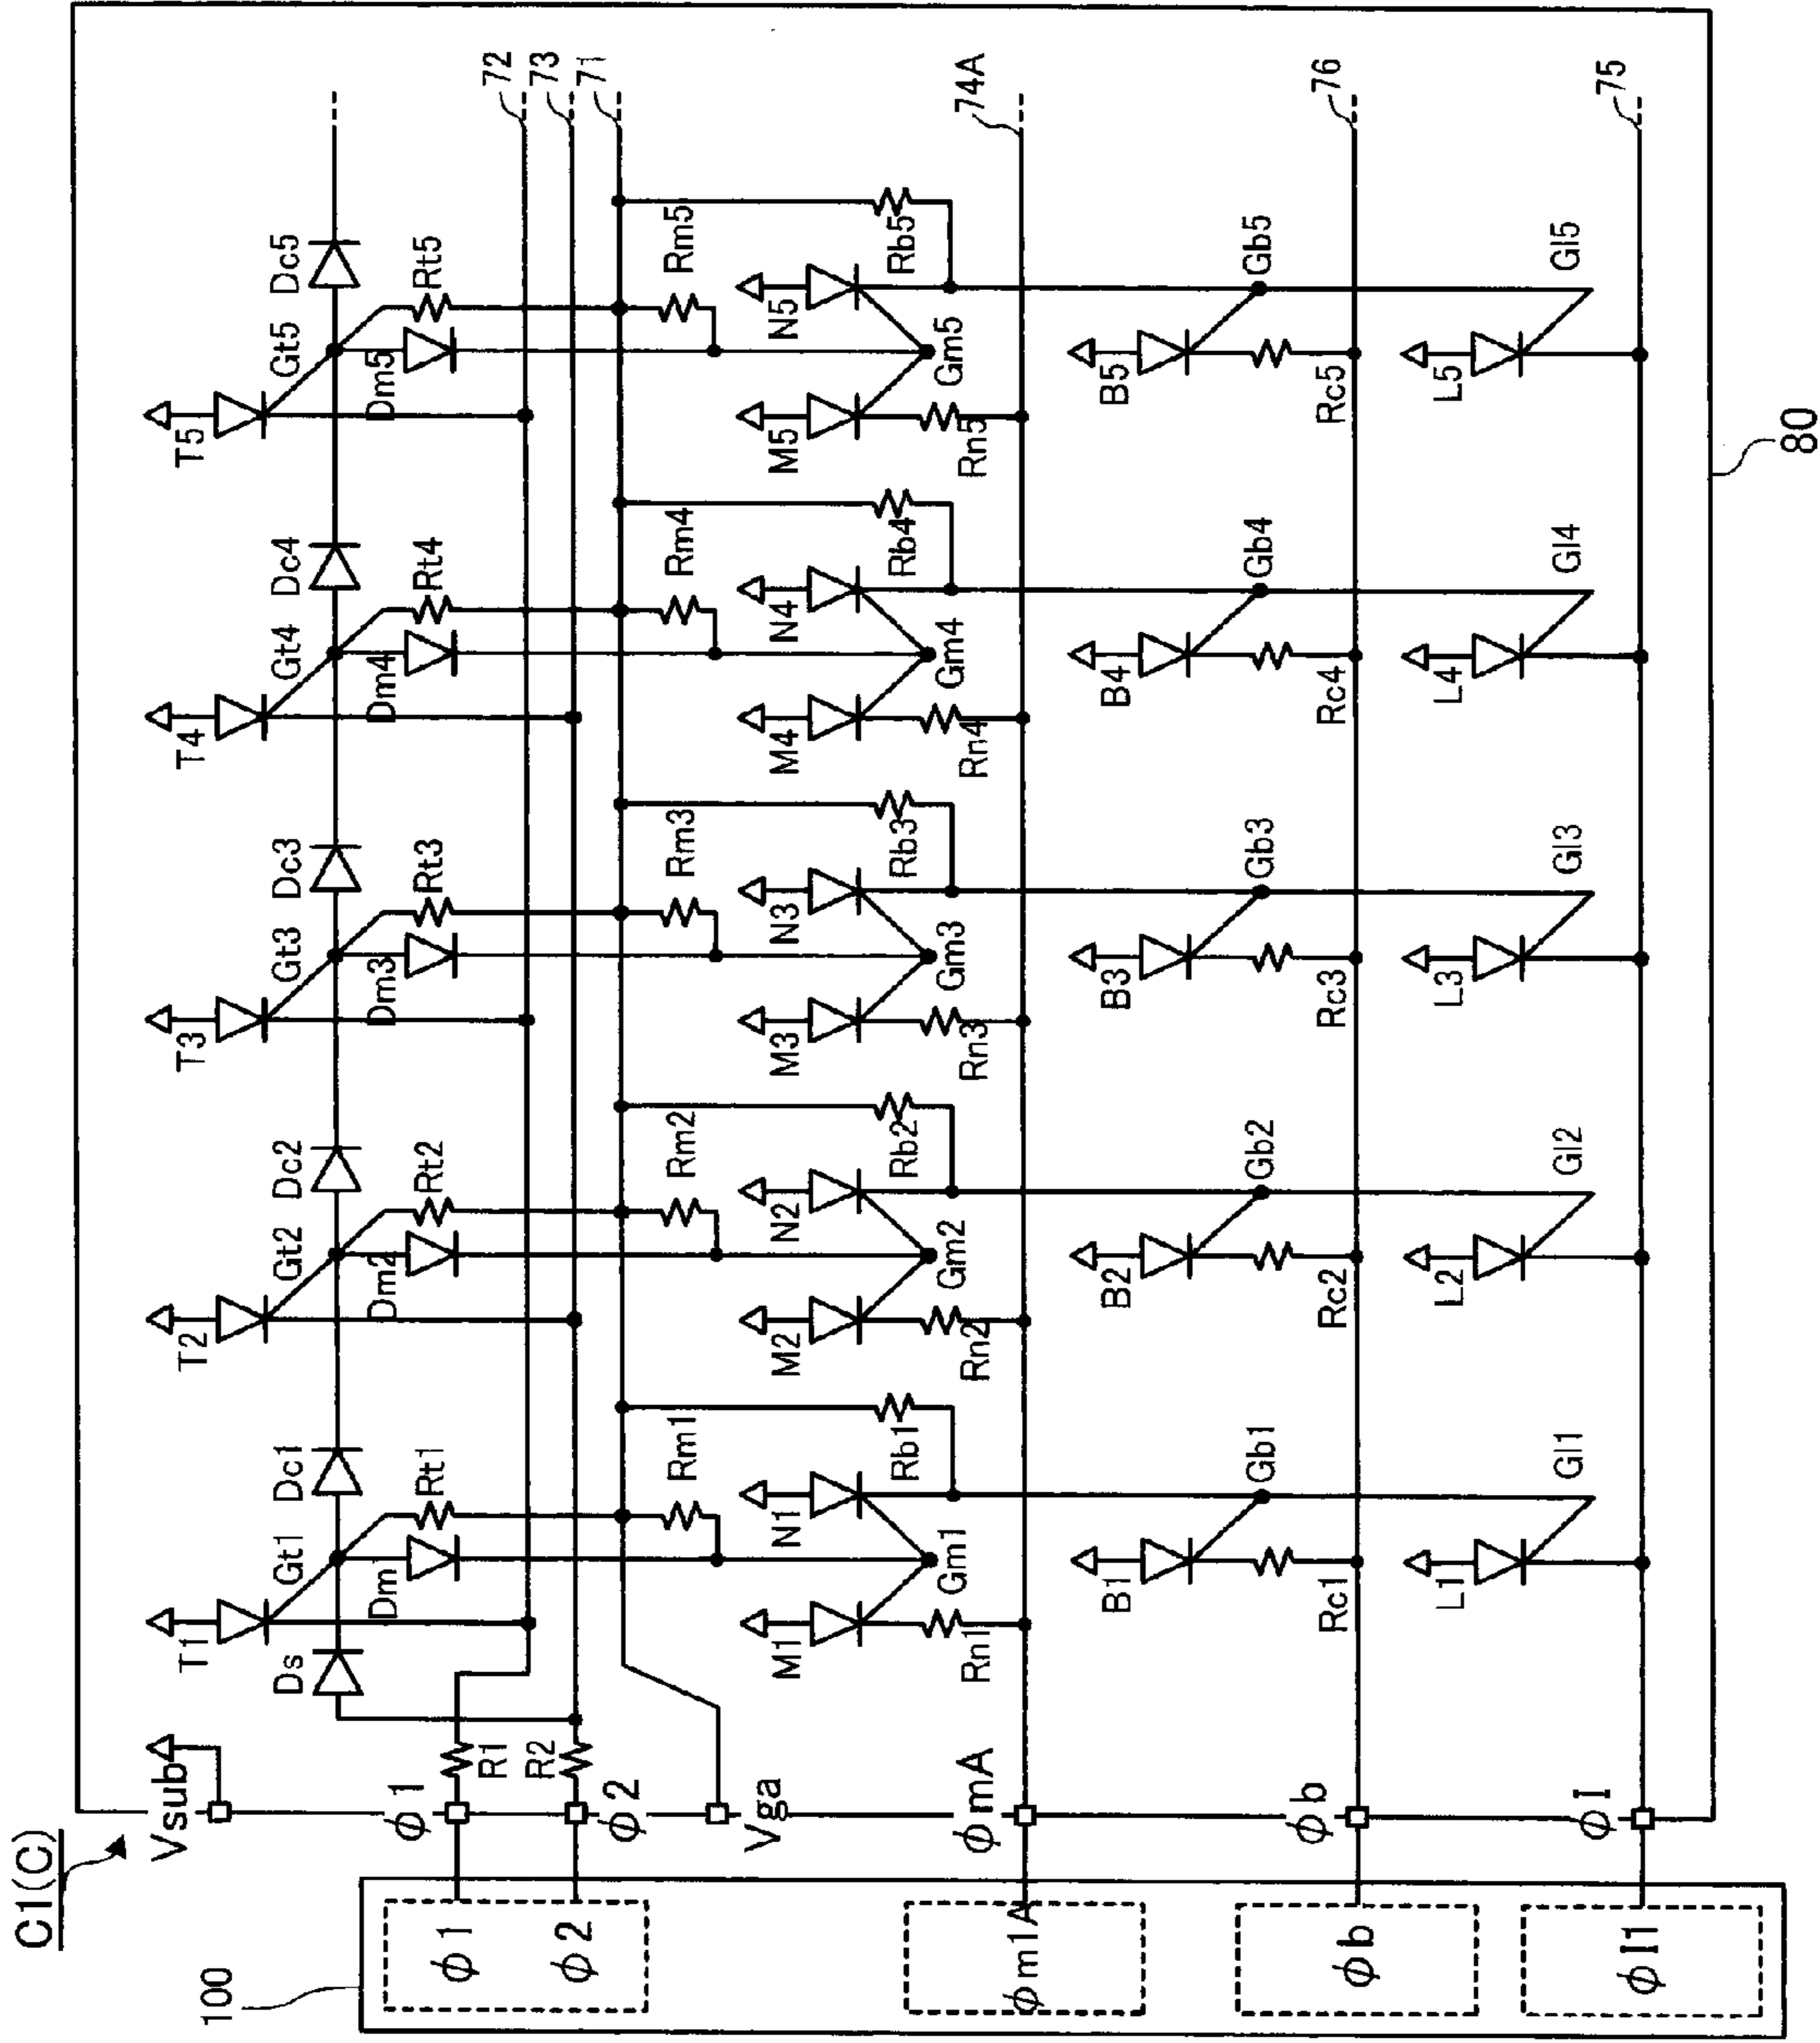 C1(C)
100
Vsub
φ1
φ2
Vga
φmA
φb
φI
φ1
φ2
φm1A
φb
φI1
R1
R2
72
73
71
74A
76
75
80
T1
T2
T3
T4
T5
Ds
Gt1
Dc1
Gt2
Dc2
Gt3
Dc3
Gt4
Dc4
Gt5
Dc5
Dm
Rt1
Dm2
Rt2
Dm3
Rt3
Dm4
Rt4
Dm5
Rt5
Rm1
Rm2
Rm3
Rm4
Rm5
M1
N1
M2
N2
M3
N3
M4
N4
M5
N5
Rb1
Rb2
Rb3
Rb4
Rb5
Rn1
Gm1
Rn2
Gm2
Rn3
Gm3
Rn4
Gm4
Rn5
Gm5
B1
Gb1
B2
Gb2
B3
Gb3
B4
Gb4
B5
Gb5
Rc1
Rc2
Rc3
Rc4
Rc5
L1
Gl1
L2
Gl2
L3
Gl3
L4
Gl4
L5
Gl5